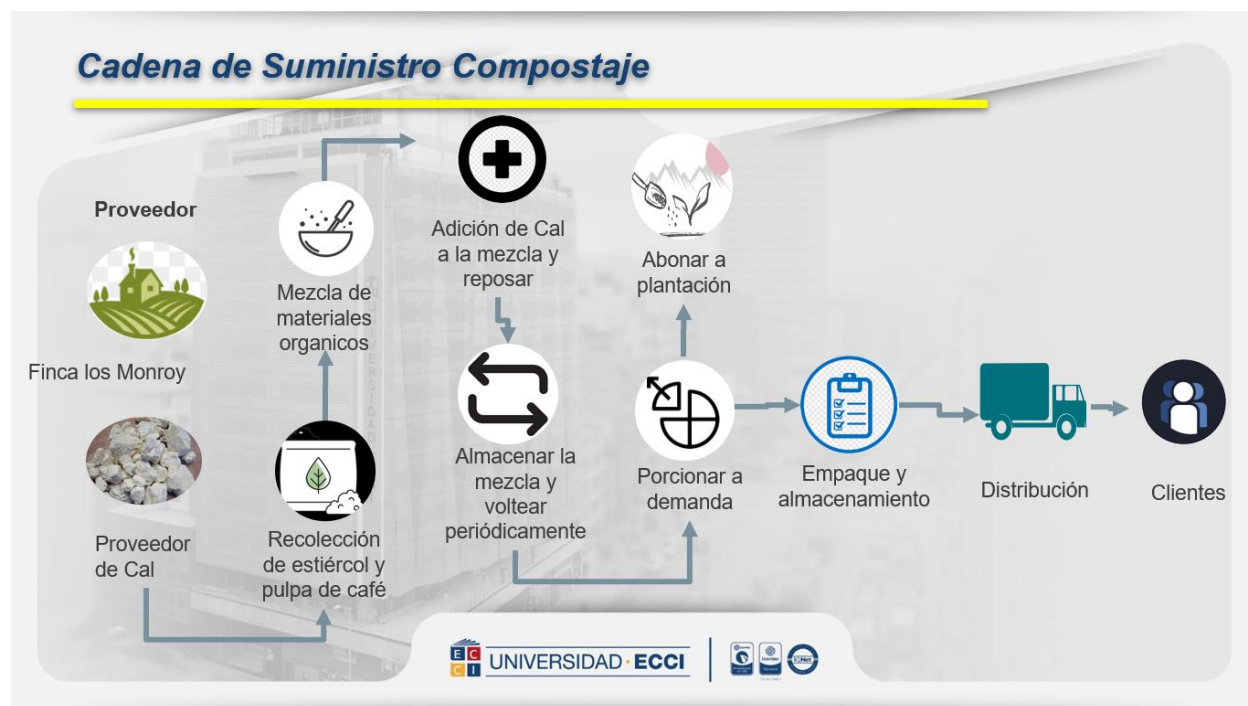 Cadena de Suministro Compostaje
Proveedor
Finca los Monroy
Proveedor
de Cal
Recolección
de estiércol y
pulpa de café
Mezcla de
materiales
organicos
Adición de Cal
a la mezcla y
reposar
Almacenar la
mezcla y
voltear
periódicamente
Porcionar a
demanda
Abonar a
plantación
Empaque y
almacenamiento
Distribución
Clientes
E C
C I
UNIVERSIDAD · ECCI